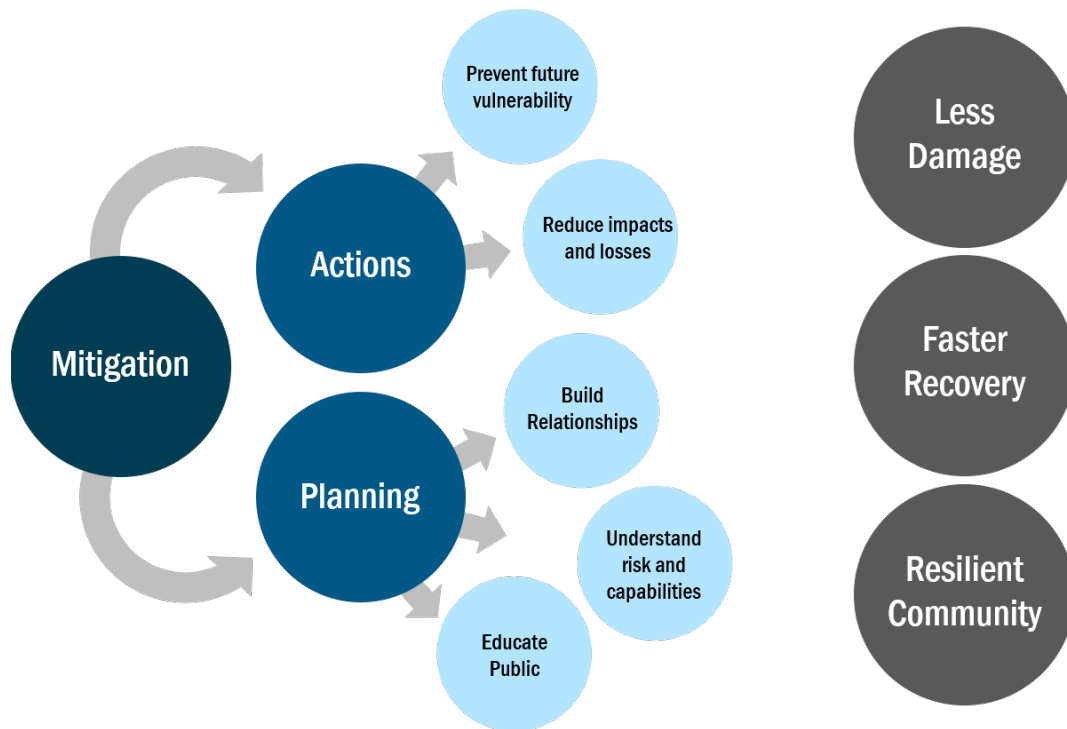 Prevent future
vulnerability
Reduce impacts
and losses
Actions
Mitigation
Planning
Build
Relationships
Understand
risk and
capabilities
Educate
Public
Less
Damage
Faster
Recovery
Resilient
Community